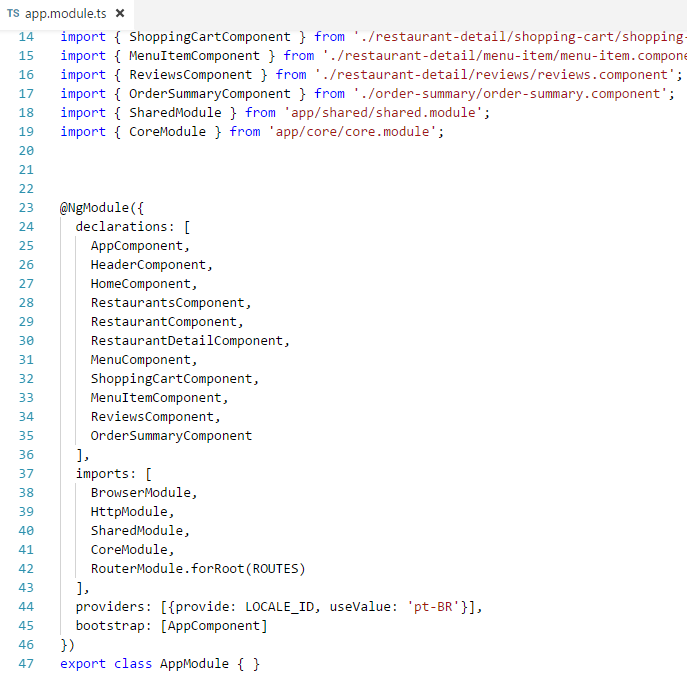 TS app.module.ts ×
14 import { ShoppingCartComponent } from './restaurant-detail/shopping-cart/shopping-
15 import { MenuItemComponent } from './restaurant-detail/menu-item/menu-item.compone
16 import { ReviewsComponent } from './restaurant-detail/reviews/reviews.component';
17 import { OrderSummaryComponent } from './order-summary/order-summary.component';
18 import { SharedModule } from 'app/shared/shared.module';
19 import { CoreModule } from 'app/core/core.module';
20
21
22
23 @NgModule({
24   declarations: [
25     AppComponent,
26     HeaderComponent,
27     HomeComponent,
28     RestaurantsComponent,
29     RestaurantComponent,
30     RestaurantDetailComponent,
31     MenuComponent,
32     ShoppingCartComponent,
33     MenuItemComponent,
34     ReviewsComponent,
35     OrderSummaryComponent
36   ],
37   imports: [
38     BrowserModule,
39     HttpModule,
40     SharedModule,
41     CoreModule,
42     RouterModule.forRoot(ROUTES)
43   ],
44   providers: [{provide: LOCALE_ID, useValue: 'pt-BR'}],
45   bootstrap: [AppComponent]
46 })
47 export class AppModule { }